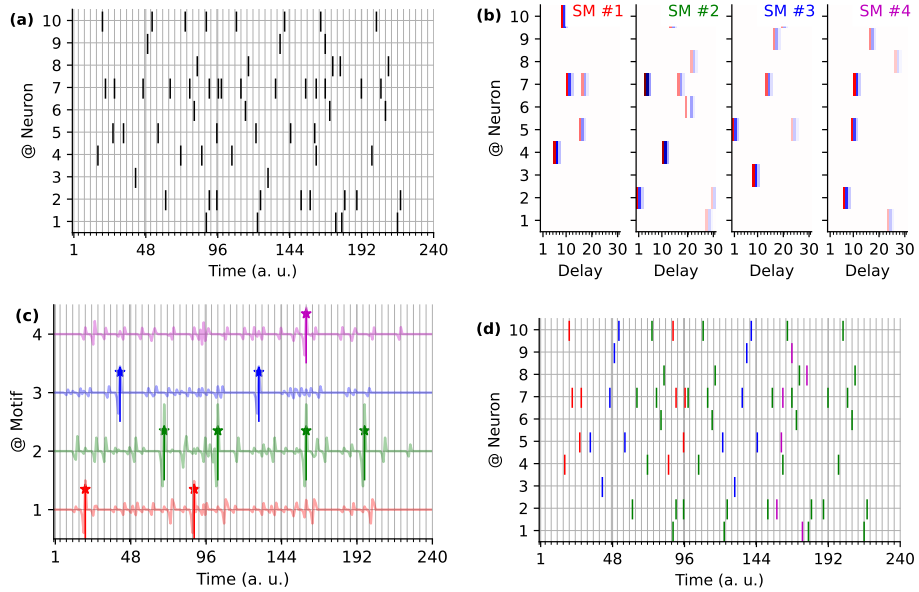 (a)
@ Neuron
10
9
8
7
6
5
4
3
2
1
1 48 96 144 192 240
Time (a. u.)
(b)
SM #1 SM #2 SM #3 SM #4
@ Neuron
10
9
8
7
6
5
4
3
2
1
1 10 20 30 1 10 20 30 1 10 20 30 1 10 20 30
Delay Delay Delay Delay
(c)
@ Motif
4
3
2
1
1 48 96 144 192 240
Time (a. u.)
(d)
@ Neuron
10
9
8
7
6
5
4
3
2
1
1 48 96 144 192 240
Time (a. u.)